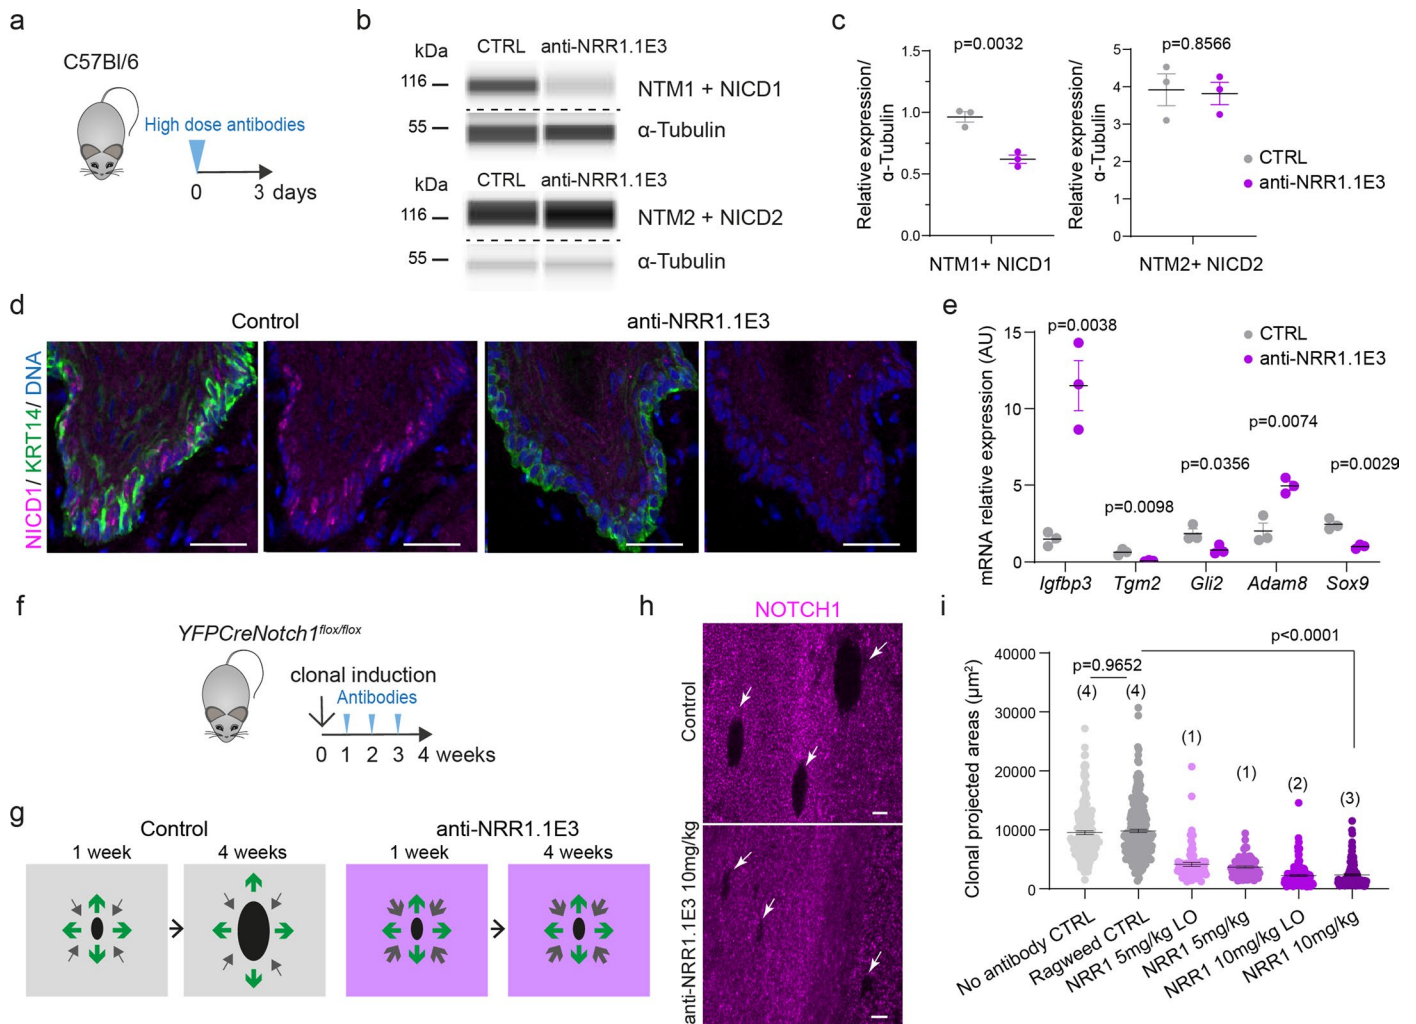 a
C57Bl/6
High dose antibodies
0 3 days
b
kDa CTRL anti-NRR1.1E3
116 NTM1 + NICD1
55 α-Tubulin
kDa CTRL anti-NRR1.1E3
116 NTM2 + NICD2
55 α-Tubulin
c
p=0.0032
Relative expression/
α-Tubulin
1.5
1.0
0.5
0.0
NTM1+ NICD1
p=0.8566
Relative expression/
α-Tubulin
5
4
3
2
1
0
NTM2+ NICD2
CTRL
anti-NRR1.1E3
d
Control anti-NRR1.1E3
NICD1/ KRT14/ DNA
e
mRNA relative expression (AU)
15
10
5
0
p=0.0038
p=0.0098
p=0.0356
p=0.0074
p=0.0029
CTRL
anti-NRR1.1E3
Igfbp3 Tgm2 Gli2 Adam8 Sox9
f
YFPCreNotch1flox/flox
clonal induction
Antibodies
0 1 2 3 4 weeks
g
Control anti-NRR1.1E3
1 week 4 weeks 1 week 4 weeks
h
NOTCH1
Control
anti-NRR1.1E3 10mg/kg
i
Clonal projected areas (µm²)
40000
30000
20000
10000
0
p<0.0001
p=0.9652
(4) (4) (1) (1) (2) (3)
No antibody CTRL
Ragweed CTRL
NRR1 5mg/kg LO
NRR1 5mg/kg
NRR1 10mg/kg LO
NRR1 10mg/kg